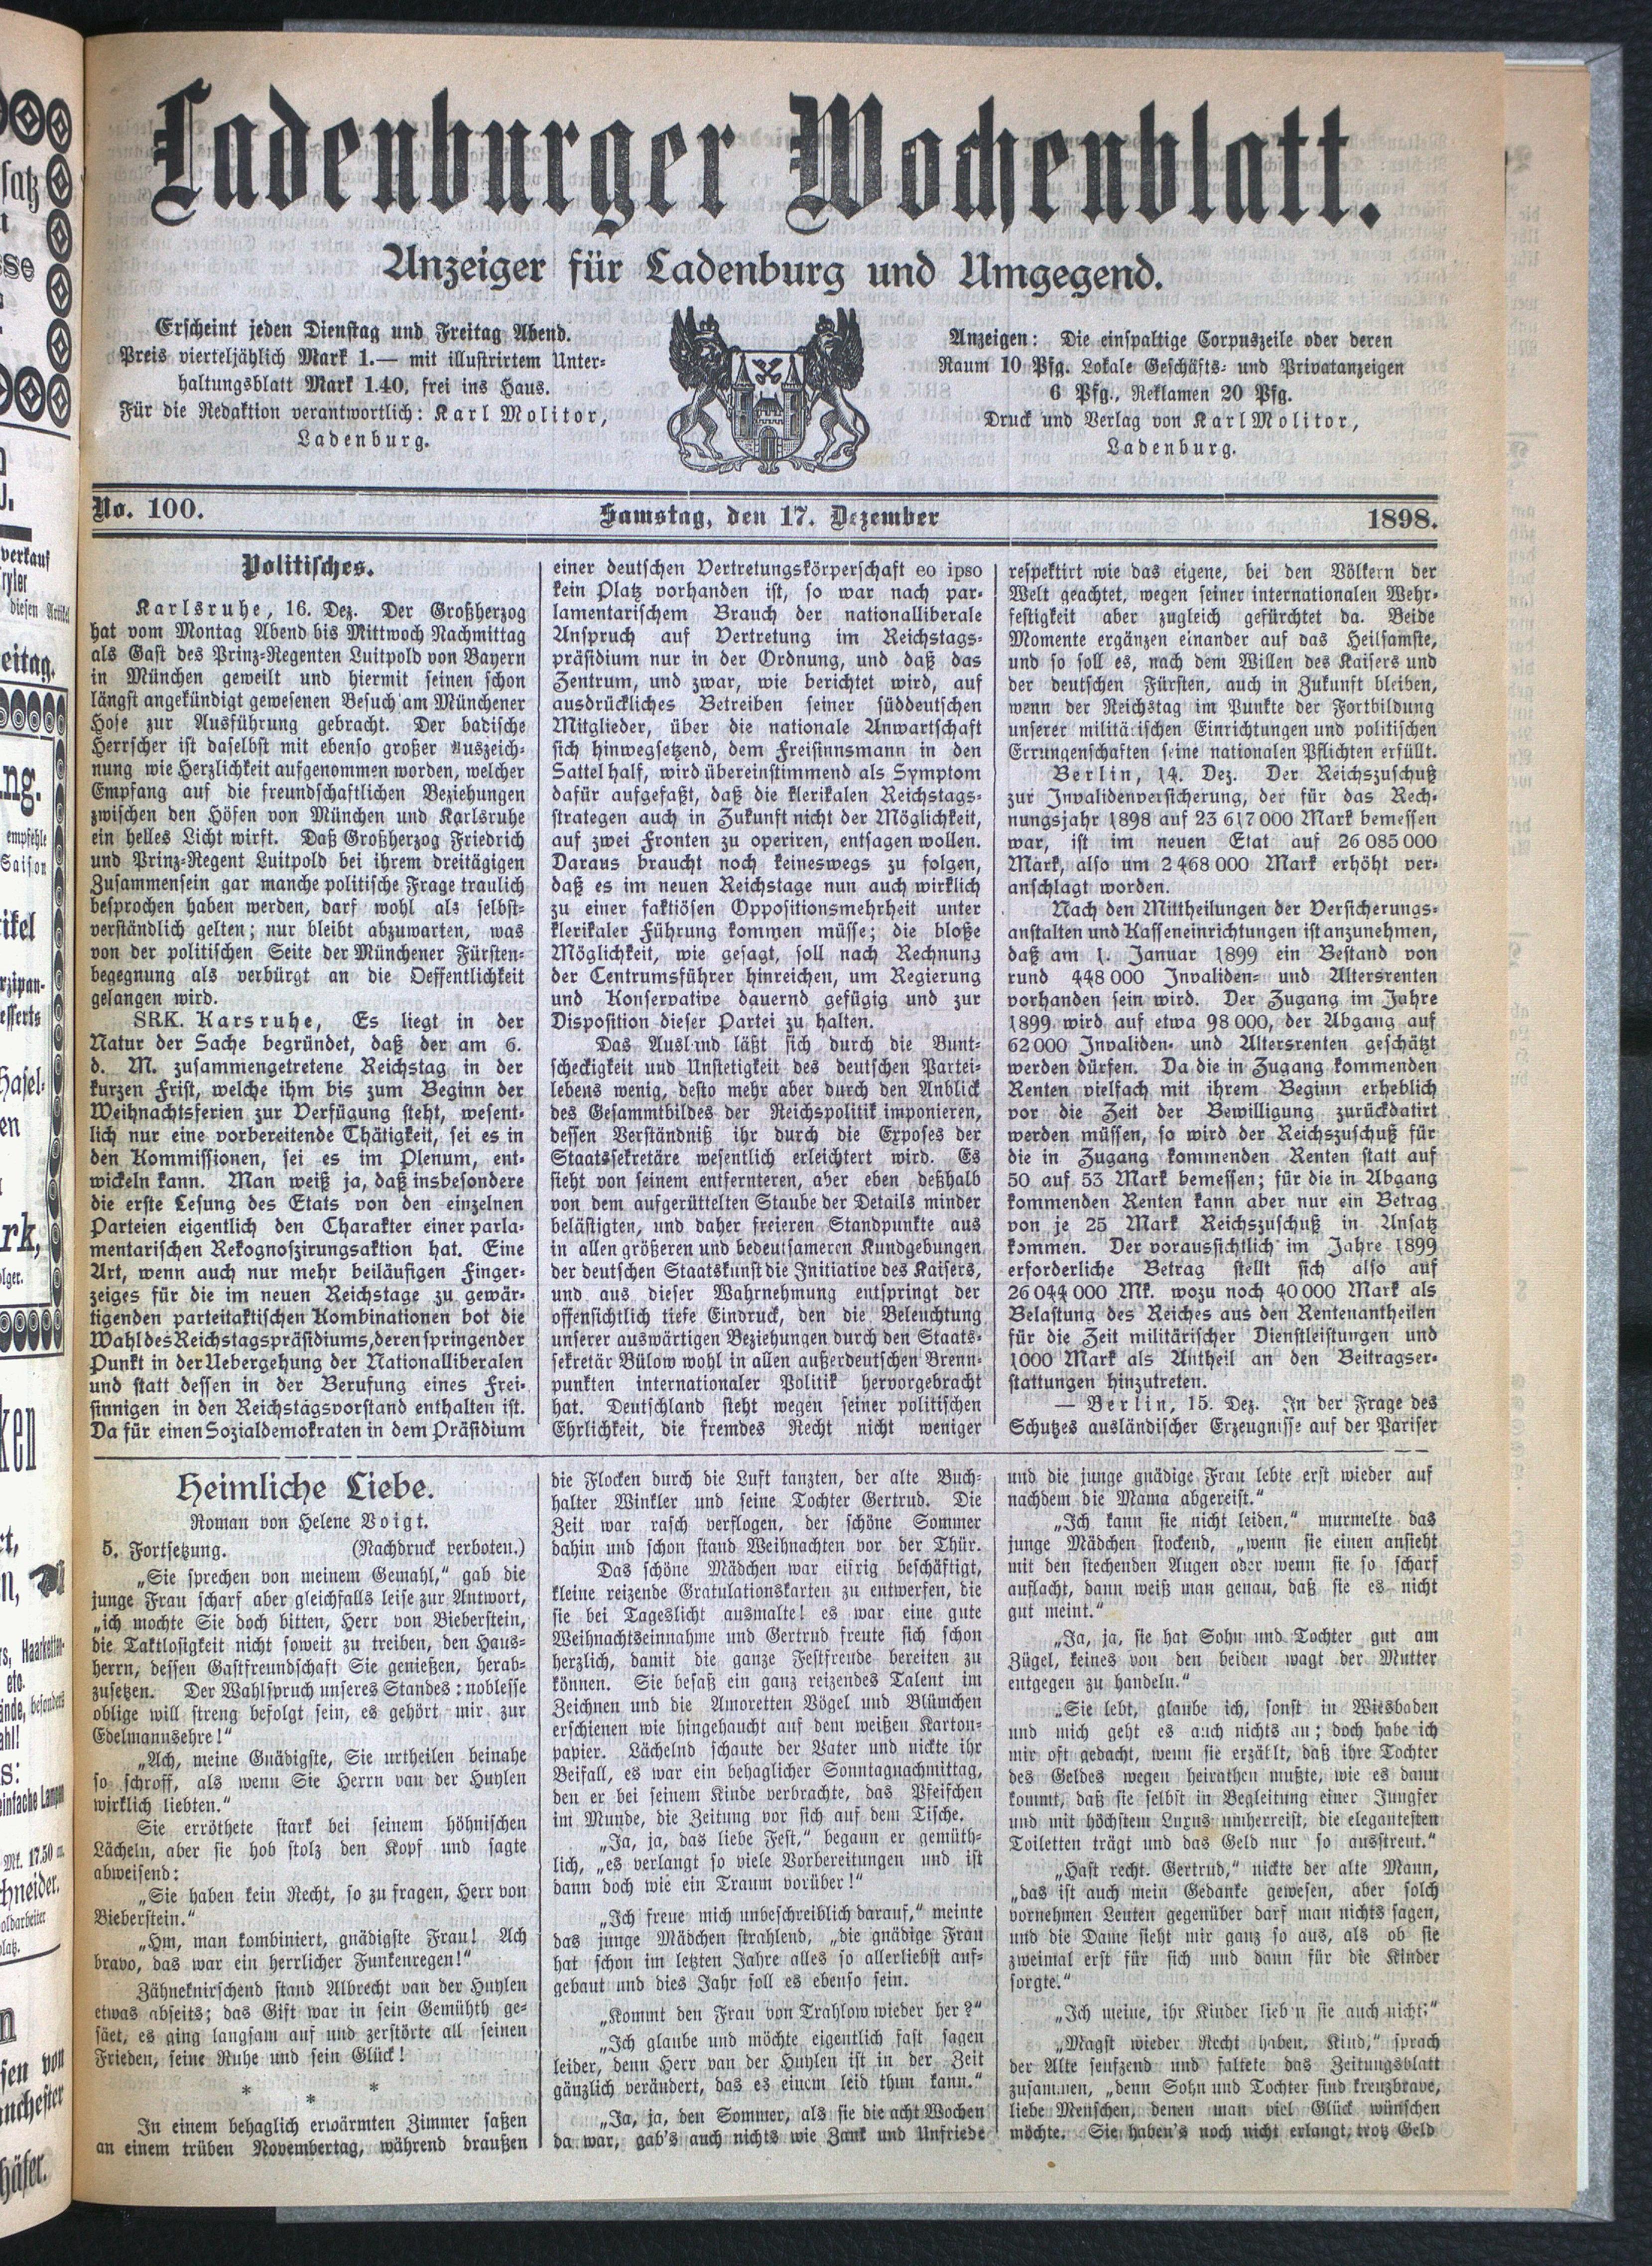 Ladenburger Wochenblatt.
Anzeiger für Ladenburg und Umgegend.
Erscheint jeden Dienstag und Freitag Abend.
Preis vierteljährlich Mark 1.— mit illustrirtem Unter-
haltungsblatt Mark 1.40, frei ins Haus.
Für die Redaktion verantwortlich: Karl Molitor,
Ladenburg.
Anzeigen: Die einspaltige Corpuszeile oder deren
Raum 10 Pfg. Lokale Geschäfts- und Privatanzeigen
6 Pfg., Reklamen 20 Pfg.
Druck und Verlag von Karl Molitor,
Ladenburg.
No. 100.
Samstag, den 17. Dezember
1898.
Politisches.
Karlsruhe, 16. Dez. Der Großherzog
hat vom Montag Abend bis Mittwoch Nachmittag
als Gast des Prinz-Regenten Luitpold von Bayern
in München geweilt und hiermit seinen schon
längst angekündigt gewesenen Besuch am Münchener
Hofe zur Ausführung gebracht. Der badische
Herrscher ist daselbst mit ebenso großer Auszeich-
nung wie Herzlichkeit aufgenommen worden, welcher
Empfang auf die freundschaftlichen Beziehungen
zwischen den Höfen von München und Karlsruhe
ein helles Licht wirft. Daß Großherzog Friedrich
und Prinz-Regent Luitpold bei ihrem dreitägigen
Zusammensein gar manche politische Frage traulich
besprochen haben werden, darf wohl als selbst-
verständlich gelten; nur bleibt abzuwarten, was
von der politischen Seite der Münchener Fürsten-
begegnung als verbürgt an die Oeffentlichkeit
gelangen wird.
SRK. Karsruhe, Es liegt in der
Natur der Sache begründet, daß der am 6.
d. M. zusammengetretene Reichstag in der
kurzen Frist, welche ihm bis zum Beginn der
Weihnachtsferien zur Verfügung steht, wesent-
lich nur eine vorbereitende Thätigkeit, sei es in
den Kommissionen, sei es im Plenum, ent-
wickeln kann. Man weiß ja, daß insbesondere
die erste Lesung des Etats von den einzelnen
Parteien eigentlich den Charakter einer parla-
mentarischen Rekognoszirungsaktion hat. Eine
Art, wenn auch nur mehr beiläufigen Finger-
zeiges für die im neuen Reichstage zu gewär-
tigenden parteitaktischen Kombinationen bot die
Wahl des Reichstagspräsidiums, deren springender
Punkt in der Uebergehung der Nationalliberalen
und statt dessen in der Berufung eines Frei-
sinnigen in den Reichstagsvorstand enthalten ist.
Da für einen Sozialdemokraten in dem Präsidium
einer deutschen Vertretungskörperschaft eo ipso
kein Platz vorhanden ist, so war nach par-
lamentarischem Brauch der nationalliberale
Anspruch auf Vertretung im Reichstags-
präsidium nur in der Ordnung, und daß das
Zentrum, und zwar, wie berichtet wird, auf
ausdrückliches Betreiben seiner süddeutschen
Mitglieder, über die nationale Anwartschaft
sich hinwegsetzend, dem Freisinnsmann in den
Sattel half, wird übereinstimmend als Symptom
dafür aufgefaßt, daß die klerikalen Reichstags-
strategen auch in Zukunft nicht der Möglichkeit,
auf zwei Fronten zu operiren, entsagen wollen.
Daraus braucht noch keineswegs zu folgen,
daß es im neuen Reichstage nun auch wirklich
zu einer faktiösen Oppositionsmehrheit unter
klerikaler Führung kommen müsse; die bloße
Möglichkeit, wie gesagt, soll nach Rechnung
der Centrumsführer hinreichen, um Regierung
und Konservative dauernd gefügig und zur
Disposition dieser Partei zu halten.
Das Ausland läßt sich durch die Bunt-
scheckigkeit und Unstetigkeit des deutschen Partei-
lebens wenig, desto mehr aber durch den Anblick
des Gesammtbildes der Reichspolitik imponieren,
dessen Verständniß ihr durch die Exposes der
Staatssekretäre wesentlich erleichtert wird. Es
sieht von seinem entfernteren, aber eben deßhalb
von dem aufgerüttelten Staube der Details minder
belästigten, und daher freieren Standpunkte aus
in allen größeren und bedeutsameren Kundgebungen
der deutschen Staatskunst die Initiative des Kaisers,
und aus dieser Wahrnehmung entspringt der
offensichtlich tiefe Eindruck, den die Beleuchtung
unserer auswärtigen Beziehungen durch den Staats-
sekretär Bülow wohl in allen außerdeutschen Brenn-
punkten internationaler Politik hervorgebracht
hat. Deutschland steht wegen seiner politischen
Ehrlichkeit, die fremdes Recht nicht weniger
respektirt wie das eigene, bei den Völkern der
Welt geachtet, wegen seiner internationalen Wehr-
festigkeit aber zugleich gefürchtet da. Beide
Momente ergänzen einander auf das Heilsamste,
und so soll es, nach dem Willen des Kaisers und
der deutschen Fürsten, auch in Zukunft bleiben,
wenn der Reichstag im Punkte der Fortbildung
unserer militärischen Einrichtungen und politischen
Errungenschaften seine nationalen Pflichten erfüllt.
Berlin, 14. Dez. Der Reichszuschuß
zur Invalidenversicherung, der für das Rech-
nungsjahr 1898 auf 23 617 000 Mark bemessen
war, ist im neuen Etat auf 26 085 000
Mark, also um 2 468 000 Mark erhöht ver-
anschlagt worden.
Nach den Mittheilungen der Versicherungs-
anstalten und Kasseneinrichtungen ist anzunehmen,
daß am 1. Januar 1899 ein Bestand von
rund 448 000 Invaliden- und Altersrenten
vorhanden sein wird. Der Zugang im Jahre
1899 wird auf etwa 98 000, der Abgang auf
62 000 Invaliden- und Altersrenten geschätzt
werden dürfen. Da die in Zugang kommenden
Renten vielfach mit ihrem Beginn erheblich
vor die Zeit der Bewilligung zurückdatirt
werden müssen, so wird der Reichszuschuß für
die in Zugang kommenden Renten statt auf
50 auf 53 Mark bemessen; für die in Abgang
kommenden Renten kann aber nur ein Betrag
von je 25 Mark Reichszuschuß in Ansatz
kommen. Der voraussichtlich im Jahre 1899
erforderliche Betrag stellt sich also auf
26 044 000 Mk. wozu noch 40 000 Mark als
Belastung des Reiches aus den Rentenantheilen
für die Zeit militärischer Dienstleistungen und
1000 Mark als Antheil an den Beitragser-
stattungen hinzutreten.
— Berlin, 15. Dez. In der Frage des
Schutzes ausländischer Erzeugnisse auf der Pariser
Heimliche Liebe.
Roman von Helene Voigt.
5. Fortsetzung. (Nachdruck verboten.)
„Sie sprechen von meinem Gemahl,“ gab die
junge Frau scharf aber gleichfalls leise zur Antwort,
„ich mochte Sie doch bitten, Herr von Bieberstein,
die Taktlosigkeit nicht soweit zu treiben, den Haus-
herrn, dessen Gastfreundschaft Sie genießen, herab-
zusetzen. Der Wahlspruch unseres Standes: noblesse
oblige will streng befolgt sein, es gehört mir zur
Edelmannsehre!“
„Ach, meine Gnädigste, Sie urtheilen beinahe
so schroff, als wenn Sie Herrn van der Huylen
wirklich liebten.“
Sie erröthete stark bei seinem höhnischen
Lächeln, aber sie hob stolz den Kopf und sagte
abweisend:
„Sie haben kein Recht, so zu fragen, Herr von
Bieberstein.“
„Hm, man kombiniert, gnädigste Frau! Ach
bravo, das war ein herrlicher Funkenregen!“
Zähneknirschend stand Albrecht van der Huylen
etwas abseits; das Gift war in sein Gemüth ge-
säet, es ging langsam auf und zerstörte all seinen
Frieden, seine Ruhe und sein Glück!
* * *
In einem behaglich erwärmten Zimmer saßen
an einem trüben Novembertag, während draußen
die Flocken durch die Luft tanzten, der alte Buch-
halter Winkler und seine Tochter Gertrud. Die
Zeit war rasch verflogen, der schöne Sommer
dahin und schon stand Weihnachten vor der Thür.
Das schöne Mädchen war eifrig beschäftigt,
kleine reizende Gratulationskarten zu entwerfen, die
sie bei Tageslicht ausmalte! es war eine gute
Weihnachtseinnahme und Gertrud freute sich schon
herzlich, damit die ganze Festfreude bereiten zu
können. Sie besaß ein ganz reizendes Talent im
Zeichnen und die Amoretten Vögel und Blümchen
erschienen wie hingehaucht auf dem weißen Karton-
papier. Lächelnd schaute der Vater und nickte ihr
Beifall, es war ein behaglicher Sonntagnachmittag,
den er bei seinem Kinde verbrachte, das Pfeifchen
im Munde, die Zeitung vor sich auf dem Tische.
„Ja, ja, das liebe Fest,“ begann er gemüth-
lich, „es verlangt so viele Vorbereitungen und ist
dann doch wie ein Traum vorüber!“
„Ich freue mich unbeschreiblich darauf,“ meinte
das junge Mädchen strahlend, „die gnädige Frau
hat schon im letzten Jahre alles so allerliebst auf-
gebaut und dies Jahr soll es ebenso sein.
„Kommt den Frau von Trahlow wieder her?“
„Ich glaube und möchte eigentlich fast sagen
leider, denn Herr van der Huylen ist in der Zeit
gänzlich verändert, das es einem leid thun kann.“
„Ja, ja, den Sommer, als sie die acht Wochen
da war, gab's auch nichts wie Zank und Unfriede
und die junge gnädige Frau lebte erst wieder auf
nachdem die Mama abgereist.“
„Ich kann sie nicht leiden,“ murmelte das
junge Mädchen stockend, „wenn sie einen ansieht
mit den stechenden Augen oder wenn sie so scharf
auflacht, dann weiß man genau, daß sie es nicht
gut meint.“
„Ja, ja, sie hat Sohn und Tochter gut am
Zügel, keines von den beiden wagt der Mutter
entgegen zu handeln.“
„Sie lebt, glaube ich, sonst in Wiesbaden
und mich geht es auch nichts an; doch habe ich
mir oft gedacht, wenn sie erzählt, daß ihre Tochter
des Geldes wegen heirathen mußte, wie es dann
kommt, daß sie selbst in Begleitung einer Jungfer
und mit höchstem Luxus umherreist, die elegantesten
Toiletten trägt und das Geld nur so ausstreut.“
„Hast recht. Gertrud,“ nickte der alte Mann,
„das ist auch mein Gedanke gewesen, aber solch
vornehmen Leuten gegenüber darf man nichts sagen,
und die Dame sieht mir ganz so aus, als ob sie
zweimal erst für sich und dann für die Kinder
sorgte.“
„Ich meine, ihr Kinder lieb'n sie auch nicht;“
„Magst wieder Recht haben, Kind,“ sprach
der Alte seufzend und faltete das Zeitungsblatt
zusammen, „denn Sohn und Tochter sind kreuzbrave,
liebe Menschen, denen man viel Glück wünschen
möchte. Sie haben's noch nicht erlangt, trotz Geld